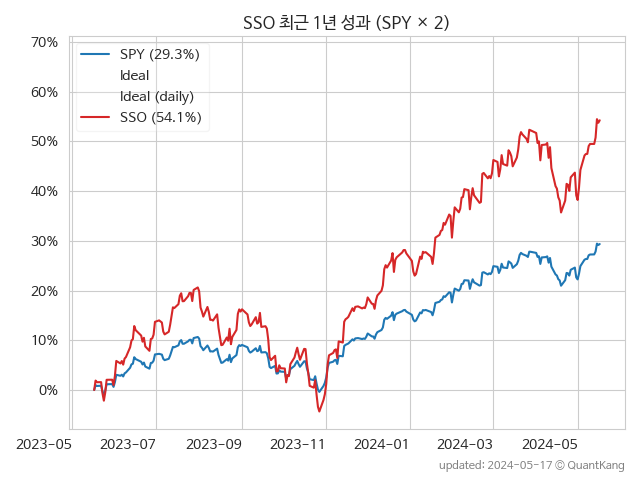 SSO 최근 1년 성과 (SPY × 2)
70%
60%
50%
40%
30%
20%
10%
0%
SPY (29.3%)
Ideal
Ideal (daily)
SSO (54.1%)
2023-05
2023-07
2023-09
2023-11
2024-01
2024-03
2024-05
updated: 2024-05-17 © QuantKang